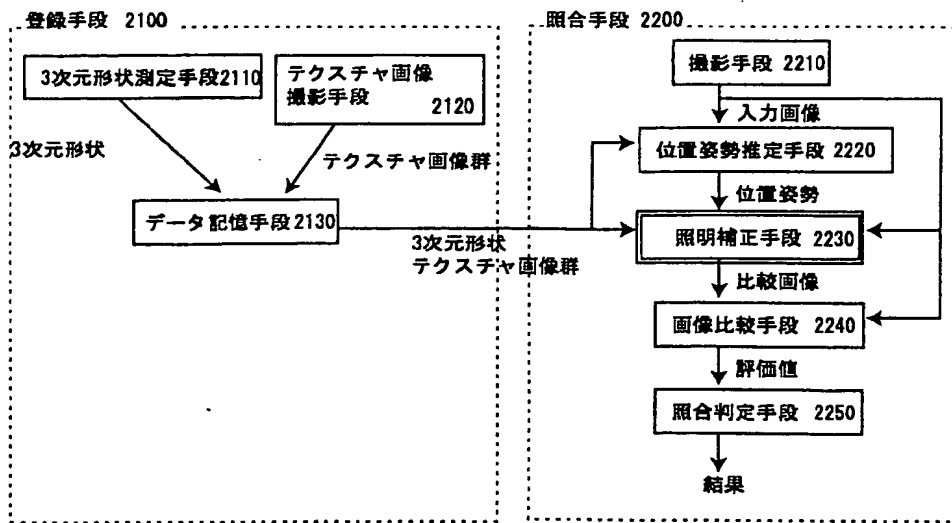 登録手段 2100
3次元形状測定手段2110
テクスチャ画像
撮影手段 2120
3次元形状
テクスチャ画像群
データ記憶手段2130
3次元形状
テクスチャ画像群
照合手段 2200
撮影手段 2210
入力画像
位置姿勢推定手段 2220
位置姿勢
照明補正手段 2230
比較画像
画像比較手段 2240
評価値
照合判定手段 2250
結果